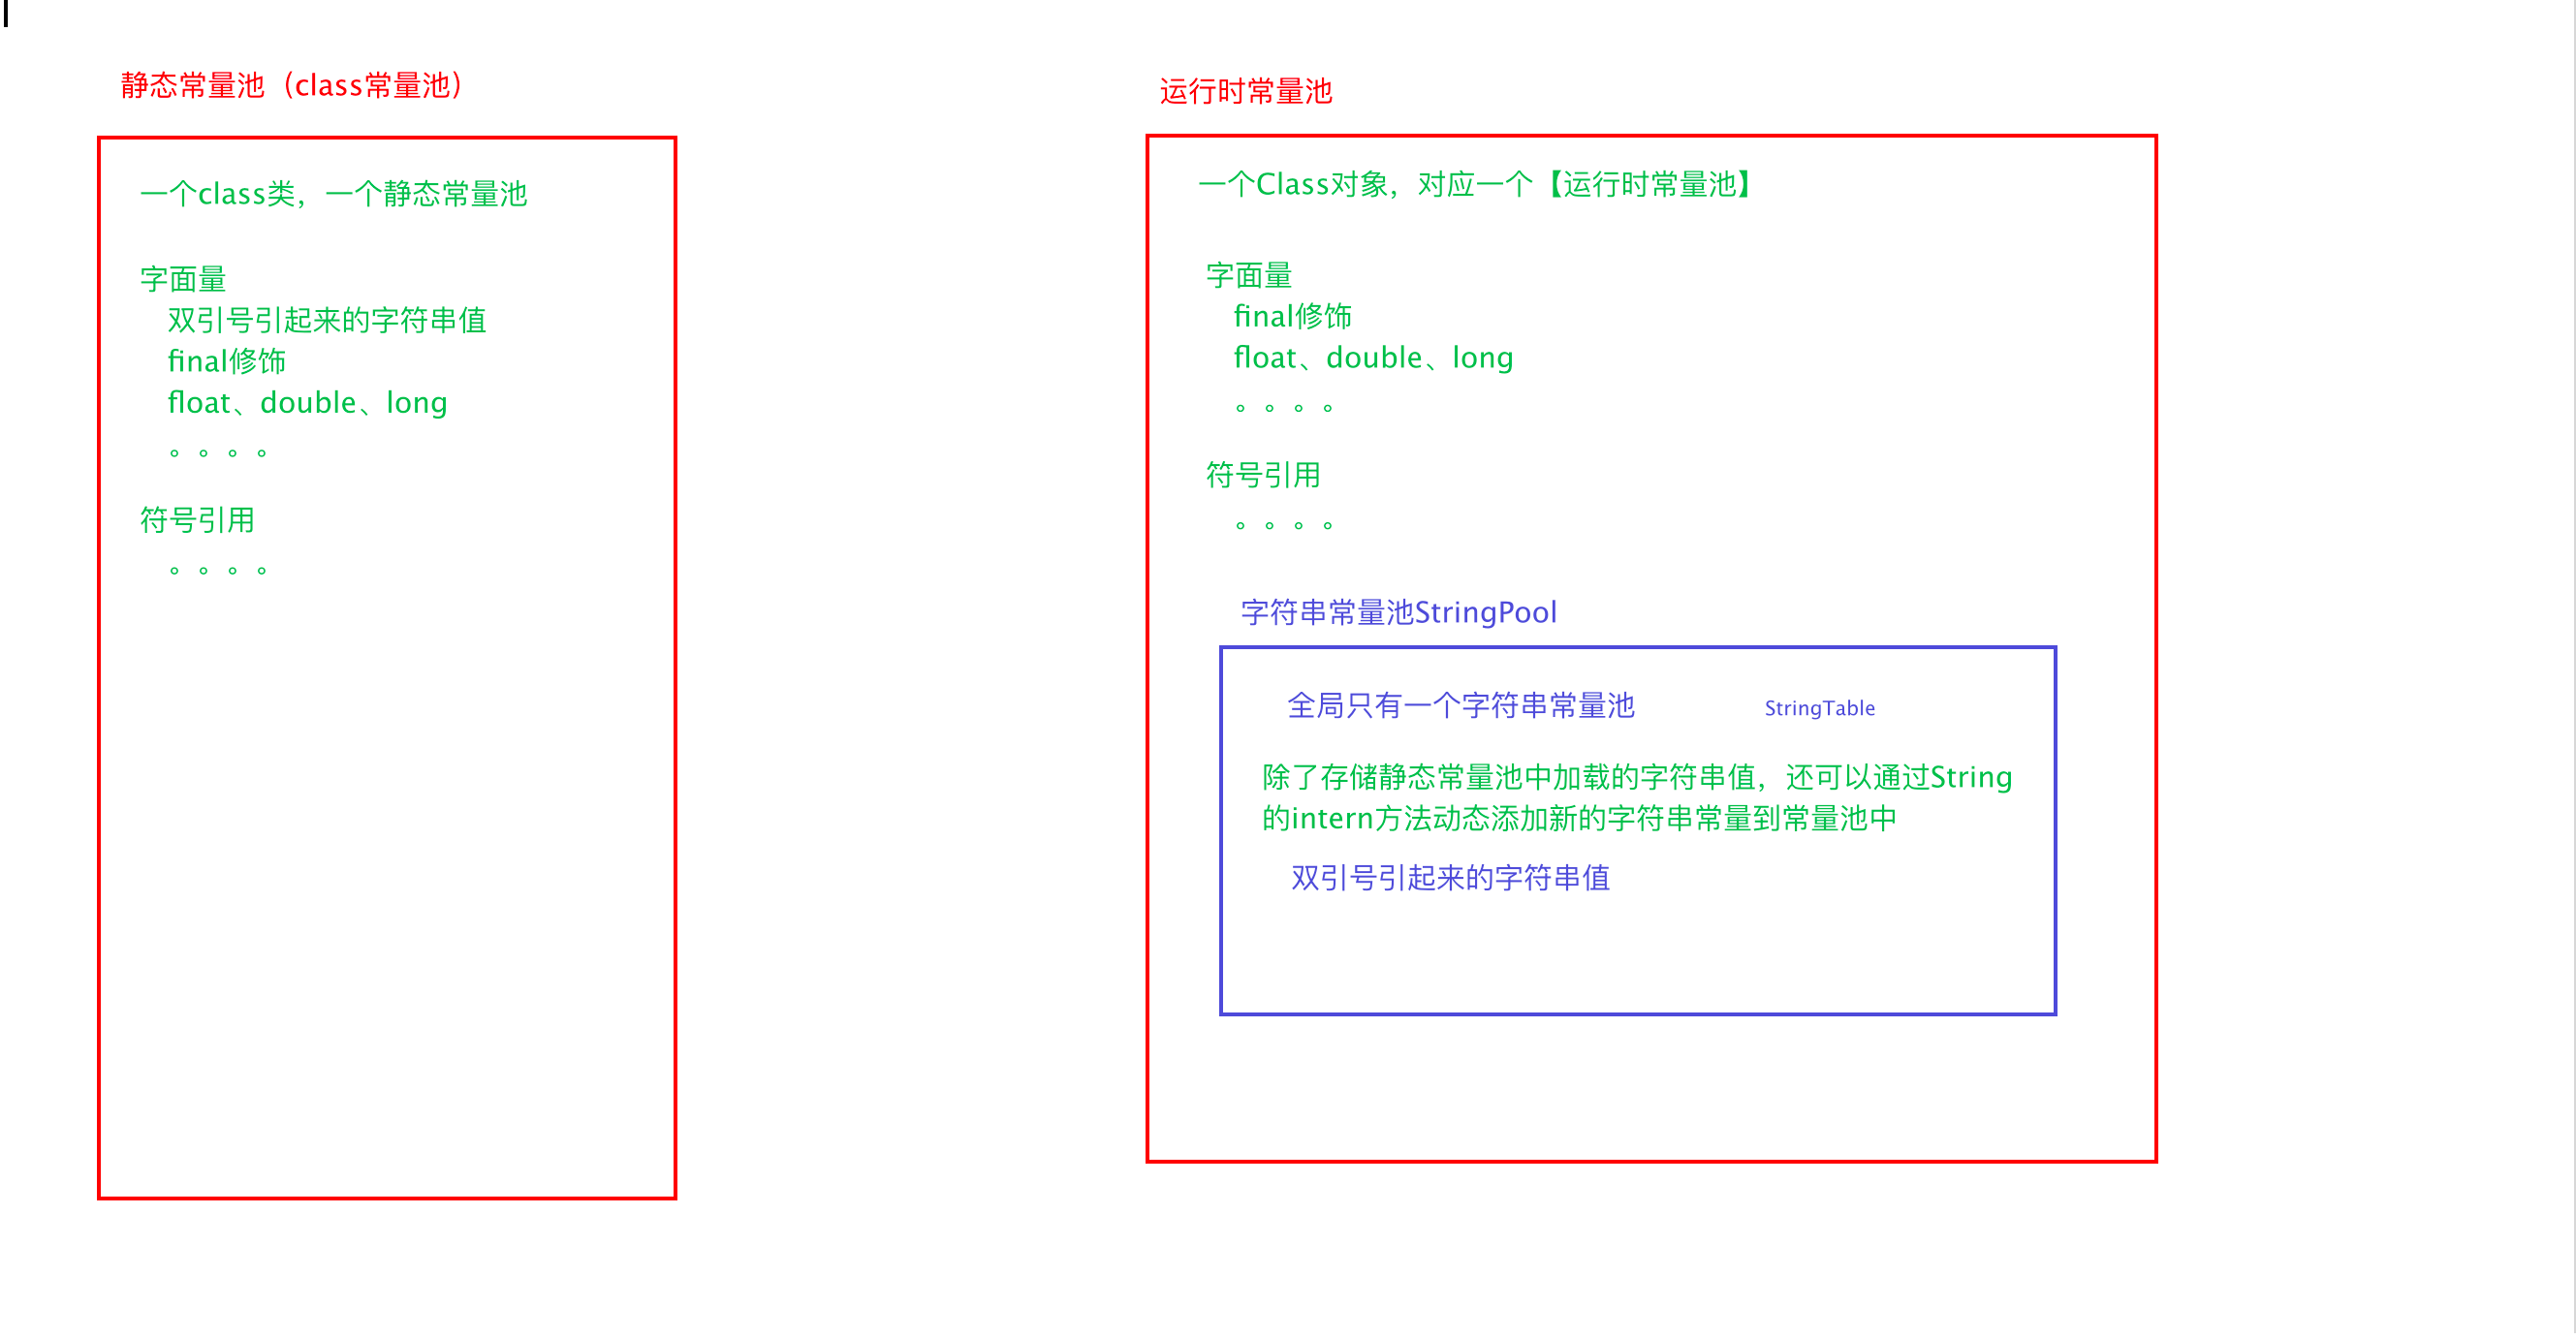 静态常量池（class常量池）
一个class类，一个静态常量池
字面量
双引号引起来的字符串值
final修饰
float、double、long
。。。。
符号引用
。。。。
运行时常量池
一个Class对象，对应一个【运行时常量池】
字面量
final修饰
float、double、long
。。。。
符号引用
。。。。
字符串常量池StringPool
全局只有一个字符串常量池
StringTable
除了存储静态常量池中加载的字符串值，还可以通过String
的intern方法动态添加新的字符串常量到常量池中
双引号引起来的字符串值